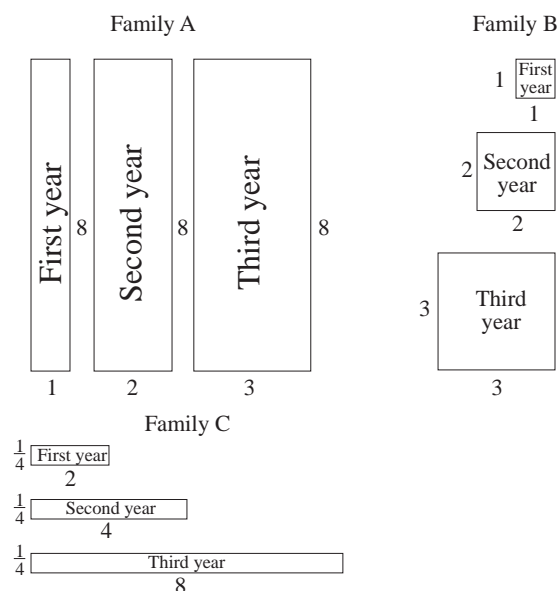 Family A
First year
8
Second year
8
Third year
8
1
2
3
Family B
1
First
year
1
2
Second
year
2
3
Third
year
3
Family C
1/4
First year
2
1/4
Second year
4
1/4
Third year
8